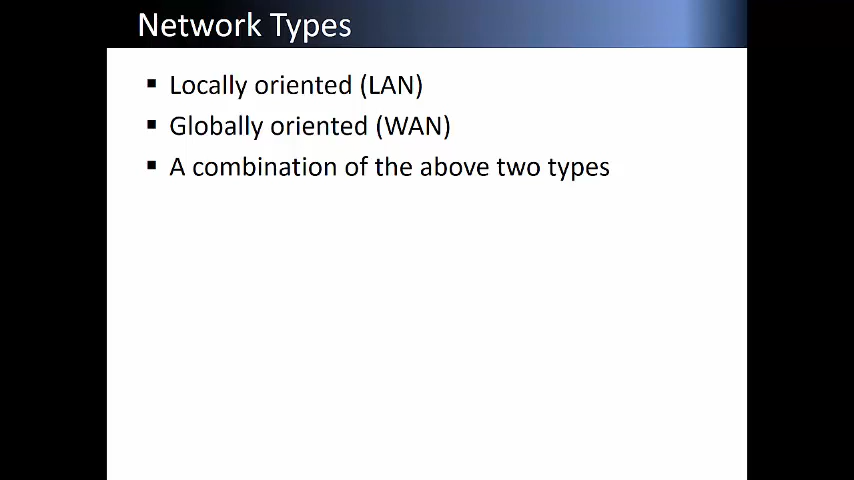 Network Types
▪ Locally oriented (LAN)
▪ Globally oriented (WAN)
▪ A combination of the above two types